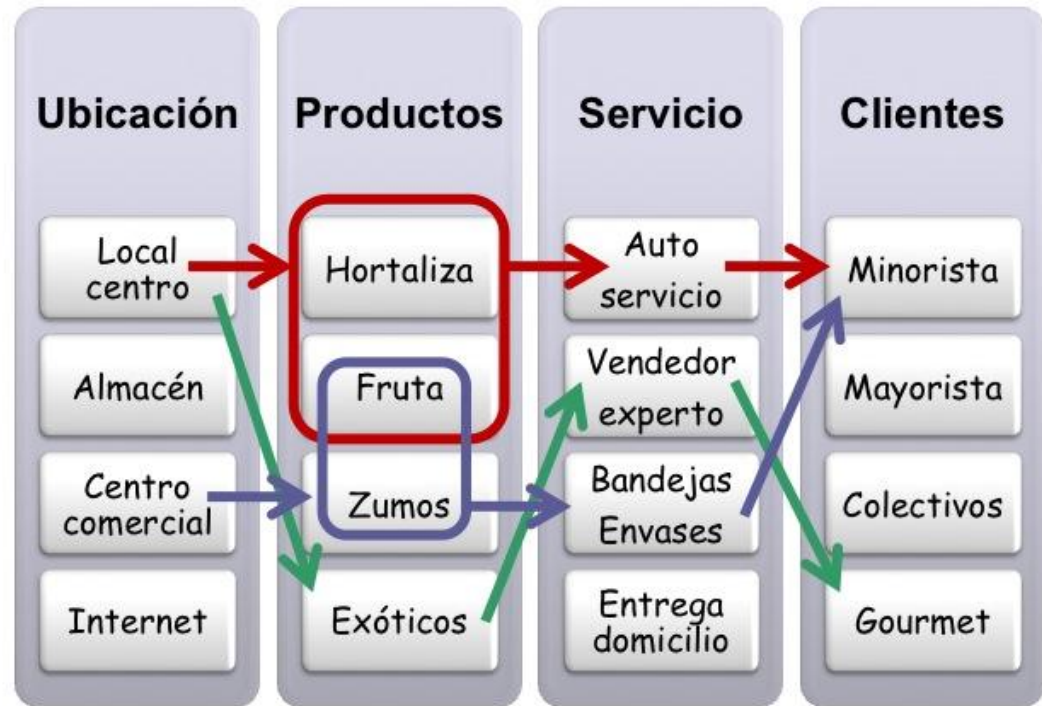 Ubicación
Productos
Servicio
Clientes
Local
centro
Hortaliza
Auto
servicio
Minorista
Almacén
Fruta
Vendedor
experto
Mayorista
Centro
comercial
Zumos
Bandejas
Envases
Colectivos
Internet
Exóticos
Entrega
domicilio
Gourmet